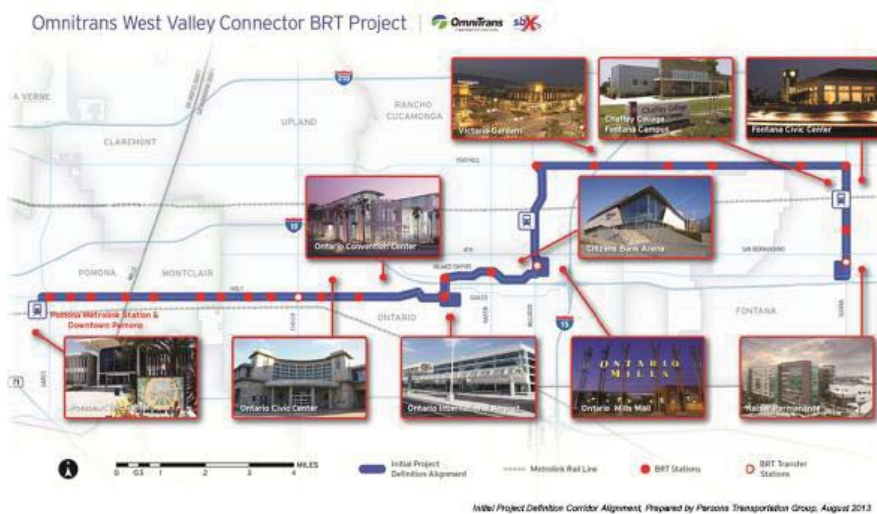 Omnitrans West Valley Connector BRT Project
OmniTrans
sbX
210
A VERNE
CLAREMONT
UPLAND
RANCHO
CUCAMONGA
Victoria Gardens
Chaffey College
Fontana Campus
Fontana Civic Center
FOOTHILL
10
Ontario Convention Center
Citizens Bank Arena
4TH
SAN BERNARDINO
INLAND EMPIRE
POMONA
MONTCLAIR
HOLT
ONTARIO
FONTANA
15
Pomona Metrolink Station &
Downtown Pomona
71
Ontario Civic Center
Ontario International Airport
ONTARIO
MILLS
Ontario Mills Mall
Kaiser Permanente
0 0.5 1 2 3 4 MILES
Initial Project
Definition Alignment
Metrolink Rail Line
BRT Stations
BRT Transfer
Stations
Initial Project Definition Corridor Alignment, Prepared by Parsons Transportation Group, August 2013